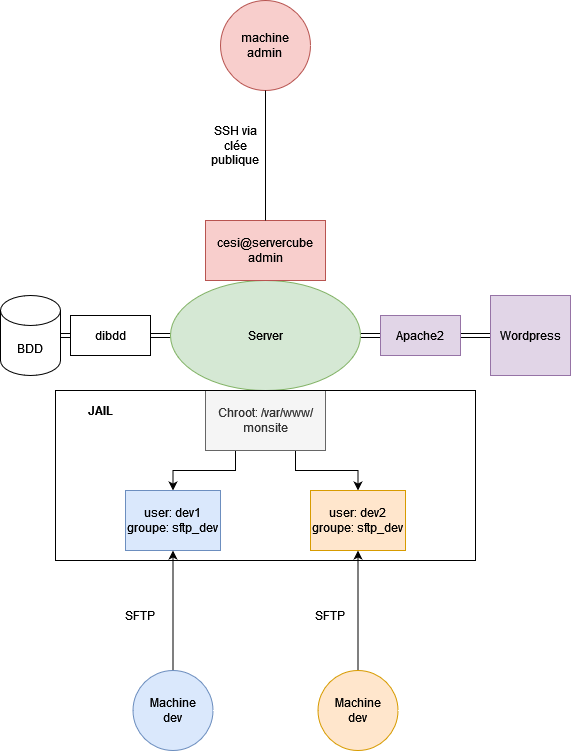 machine
admin
SSH via
clée
publique
cesi@servercube
admin
BDD
dibdd
Server
Apache2
Wordpress
JAIL
Chroot: /var/www/
monsite
user: dev1
groupe: sftp_dev
user: dev2
groupe: sftp_dev
SFTP
SFTP
Machine
dev
Machine
dev